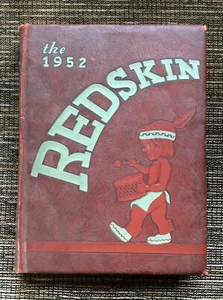 the
1952
REDSKIN